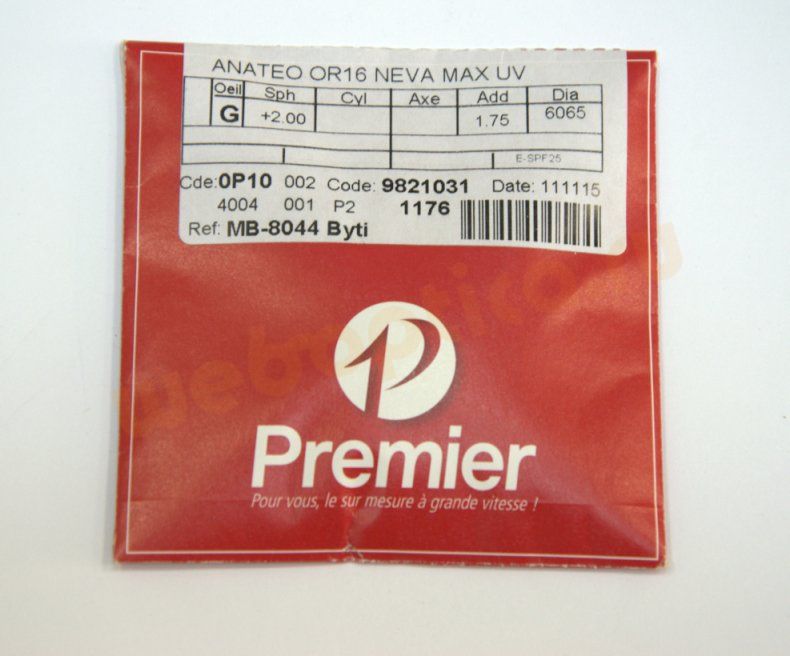 ANATEO OR16 NEVA MAX UV
Oeil Sph Cyl Axe Add Dia
G +2.00 1.75 6065
E-SPF25
Cde:0P10 002 Code: 9821031 Date: 111115
4004 001 P2 1176
Ref: MB-8044 Byti
Premier
Pour vous, le sur mesure à grande vitesse !